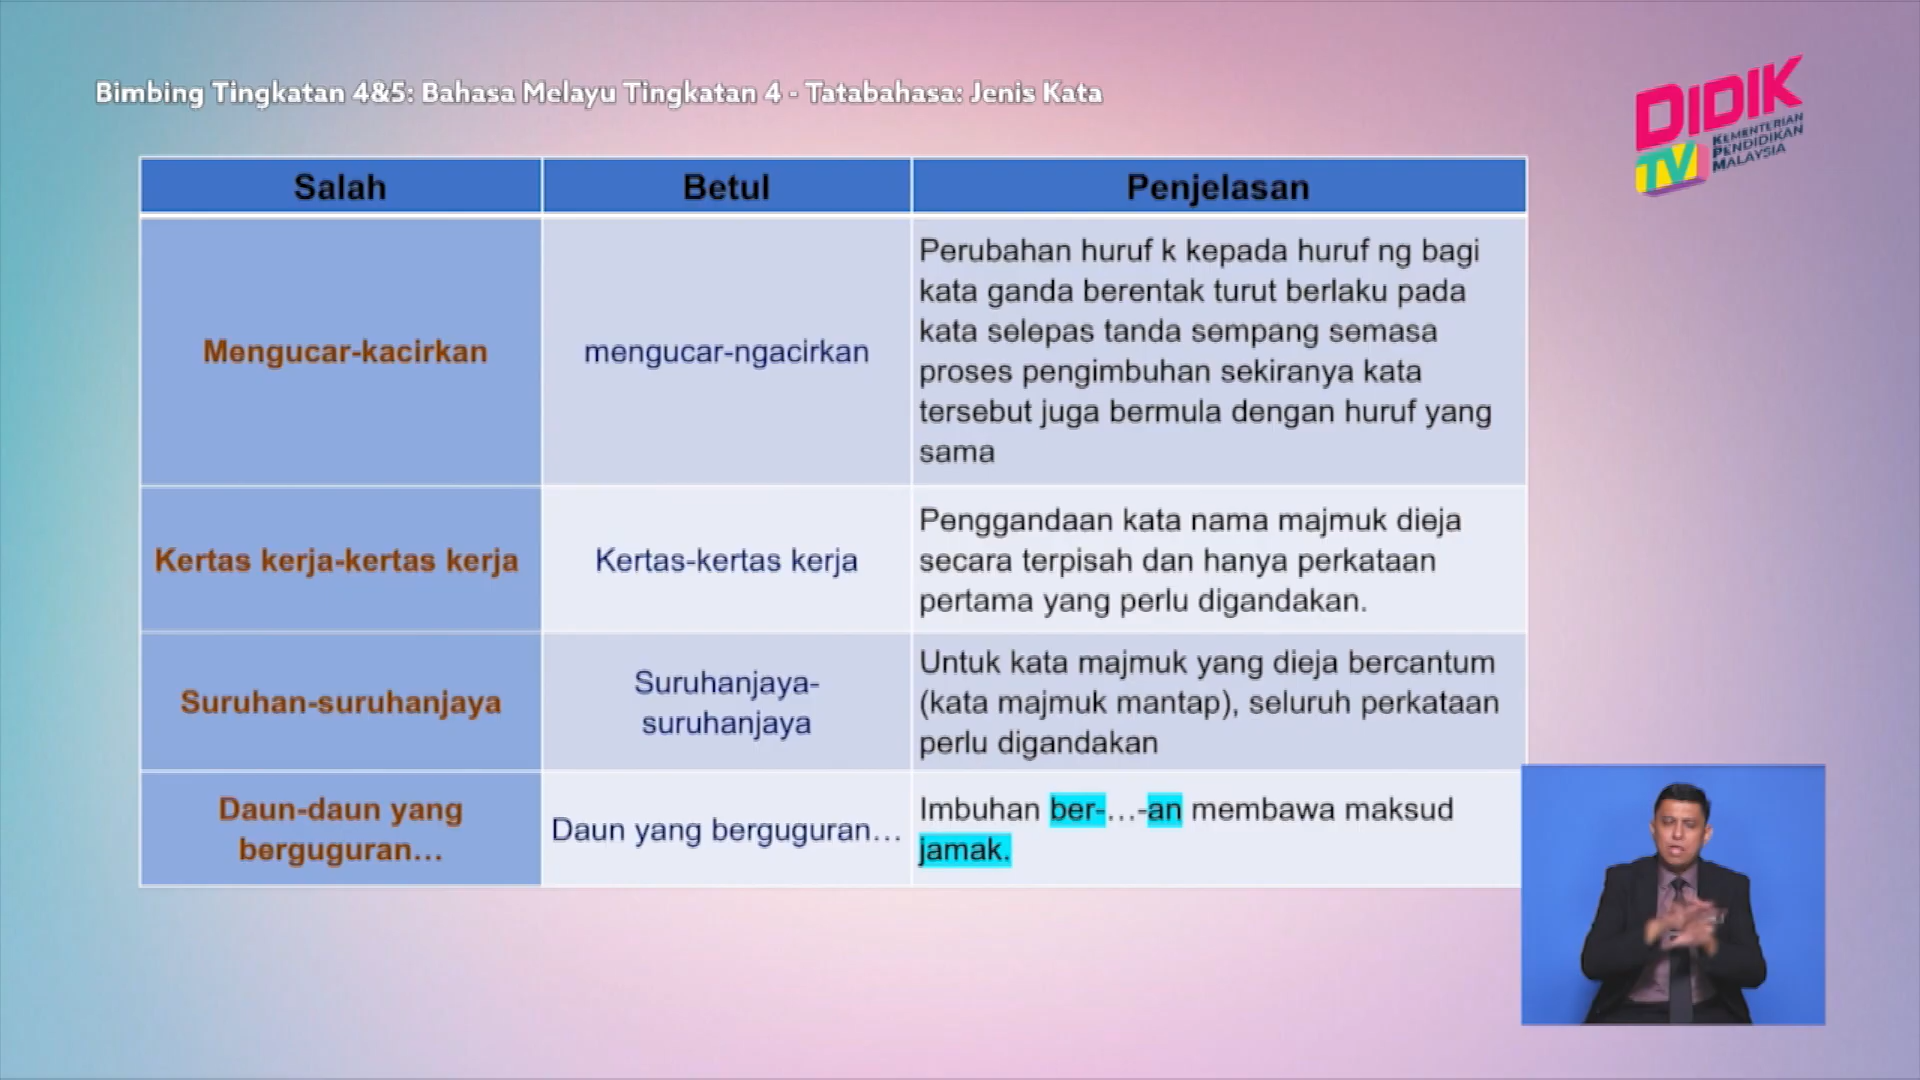 Bimbing Tingkatan 4&5: Bahasa Melayu Tingkatan 4 - Tatabahasa: Jenis Kata
DIDIK
TV
KEMENTERIAN
PENDIDIKAN
MALAYSIA
Salah
Betul
Penjelasan
Mengucar-kacirkan
mengucar-ngacirkan
Perubahan huruf k kepada huruf ng bagi
kata ganda berentak turut berlaku pada
kata selepas tanda sempang semasa
proses pengimbuhan sekiranya kata
tersebut juga bermula dengan huruf yang
sama
Kertas kerja-kertas kerja
Kertas-kertas kerja
Penggandaan kata nama majmuk dieja
secara terpisah dan hanya perkataan
pertama yang perlu digandakan.
Suruhan-suruhanjaya
Suruhanjaya-
suruhanjaya
Untuk kata majmuk yang dieja bercantum
(kata majmuk mantap), seluruh perkataan
perlu digandakan
Daun-daun yang
berguguran...
Daun yang berguguran...
Imbuhan ber-...-an membawa maksud
jamak.